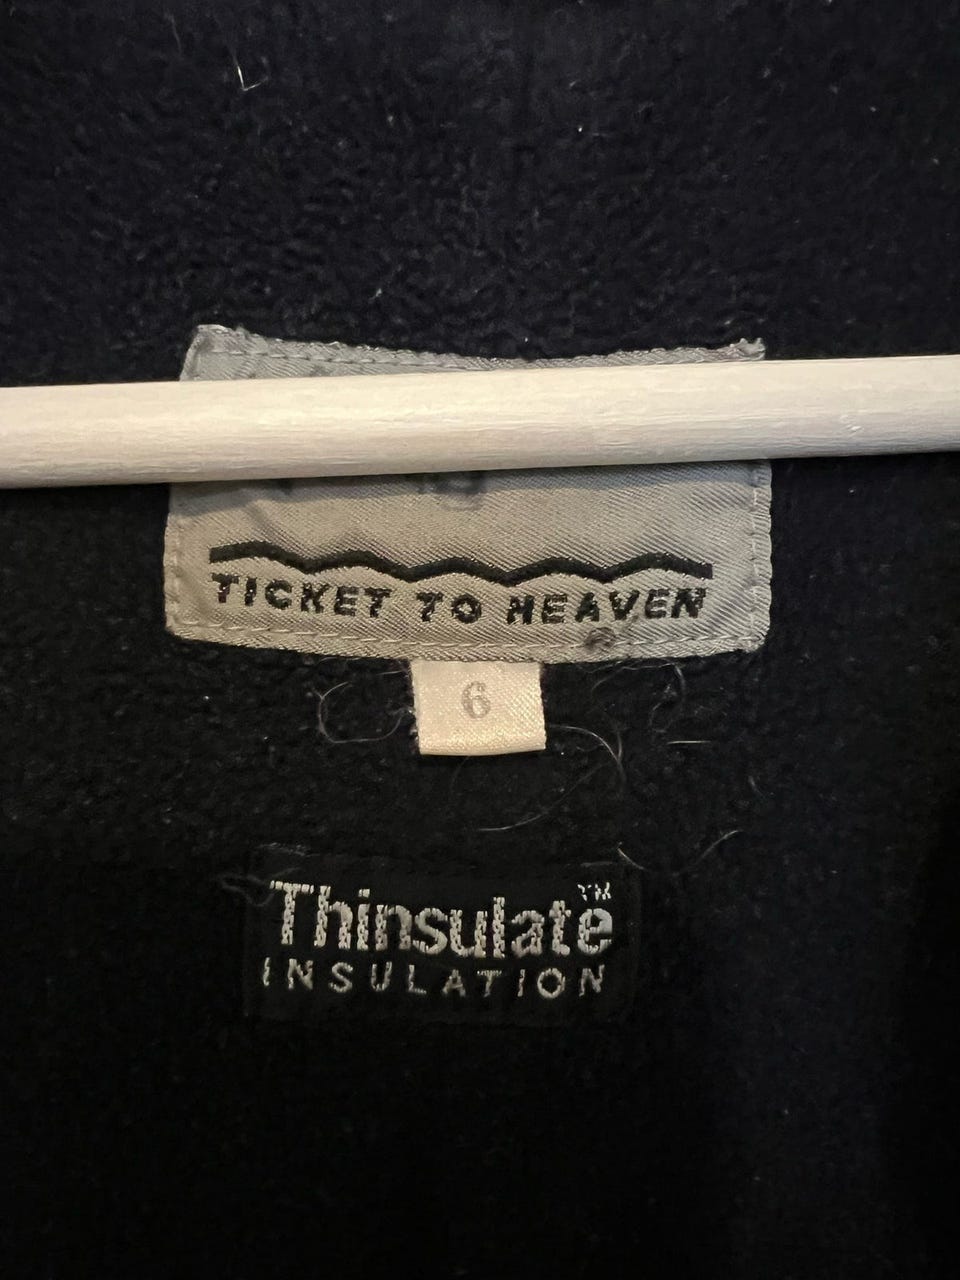 TICKET TO HEAVEN
6
Thinsulate™
INSULATION